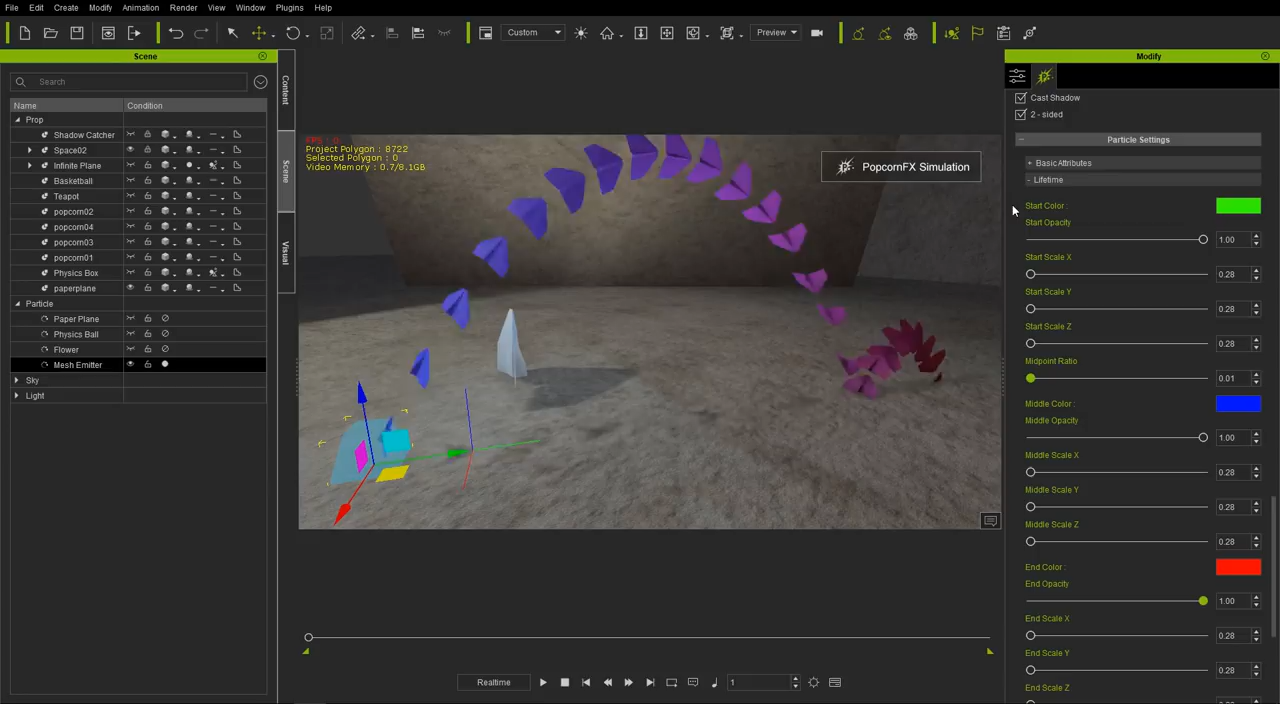 File Edit Create Modify Animation Render View Window Plugins Help
Custom Preview
Scene
Search
Name Condition
Prop
Shadow Catcher
Space02
Infinite Plane
Basketball
Teapot
popcorn02
popcorn04
popcorn03
popcorn01
Physics Box
paperplane
Particle
Paper Plane
Physics Ball
Flower
Mesh Emitter
Sky
Light
Content
Scene
Visual
Project Polygon : 8722
Selected Polygon : 0
Video Memory : 0.7/8.1GB
PopcornFX Simulation
Realtime 1
Modify
Cast Shadow
2 - sided
Particle Settings
+ BasicAttributes
- Lifetime
Start Color :
Start Opacity
1.00
Start Scale X
0.28
Start Scale Y
0.28
Start Scale Z
0.28
Midpoint Ratio
0.01
Middle Color :
Middle Opacity
1.00
Middle Scale X
0.28
Middle Scale Y
0.28
Middle Scale Z
0.28
End Color :
End Opacity
1.00
End Scale X
0.28
End Scale Y
0.28
End Scale Z